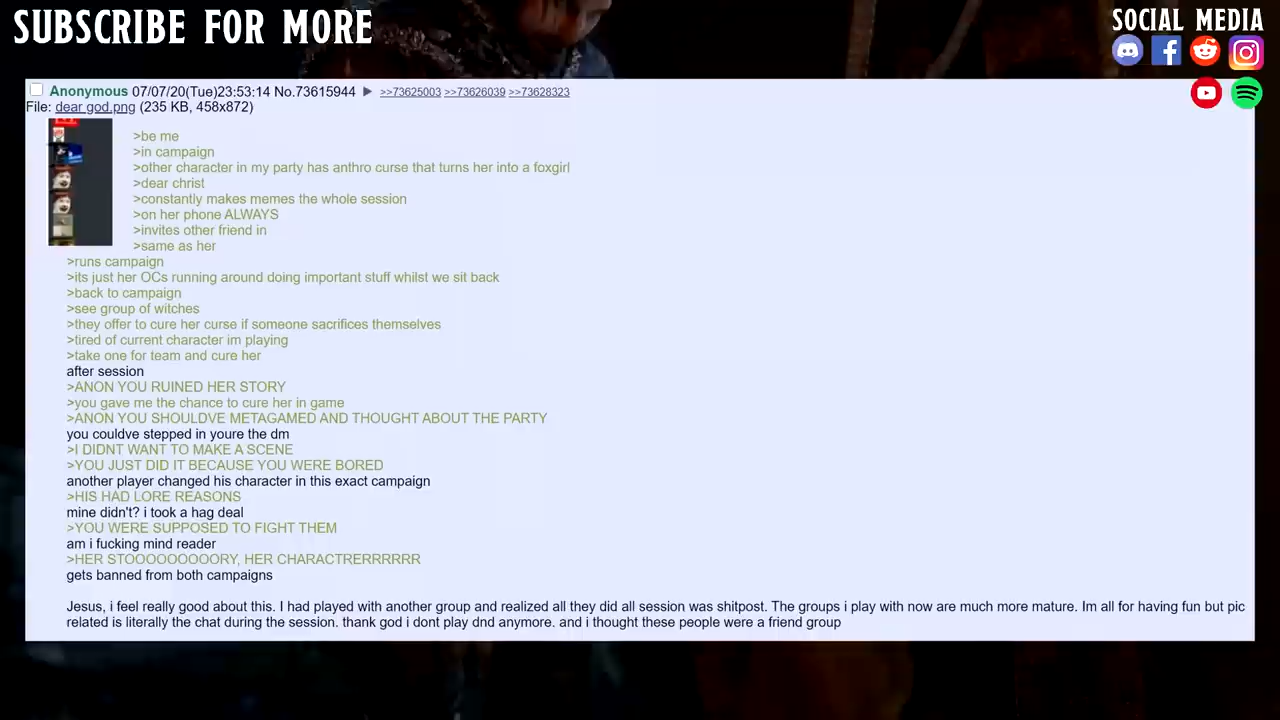 SUBSCRIBE FOR MORE
SOCIAL MEDIA
Anonymous 07/07/20(Tue)23:53:14 No.73615944 ▶ >>73625003 >>73626039 >>73628323
File: dear god.png (235 KB, 458x872)
>be me
>in campaign
>other character in my party has anthro curse that turns her into a foxgirl
>dear christ
>constantly makes memes the whole session
>on her phone ALWAYS
>invites other friend in
>same as her
>runs campaign
>its just her OCs running around doing important stuff whilst we sit back
>back to campaign
>see group of witches
>they offer to cure her curse if someone sacrifices themselves
>tired of current character im playing
>take one for team and cure her
after session
>ANON YOU RUINED HER STORY
>you gave me the chance to cure her in game
>ANON YOU SHOULDVE METAGAMED AND THOUGHT ABOUT THE PARTY
you couldve stepped in youre the dm
>I DIDNT WANT TO MAKE A SCENE
>YOU JUST DID IT BECAUSE YOU WERE BORED
another player changed his character in this exact campaign
>HIS HAD LORE REASONS
mine didn't? i took a hag deal
>YOU WERE SUPPOSED TO FIGHT THEM
am i fucking mind reader
>HER STOOOOOOOOORY, HER CHARACTRERRRRRR
gets banned from both campaigns
Jesus, i feel really good about this. I had played with another group and realized all they did all session was shitpost. The groups i play with now are much more mature. Im all for having fun but pic
related is literally the chat during the session. thank god i dont play dnd anymore. and i thought these people were a friend group